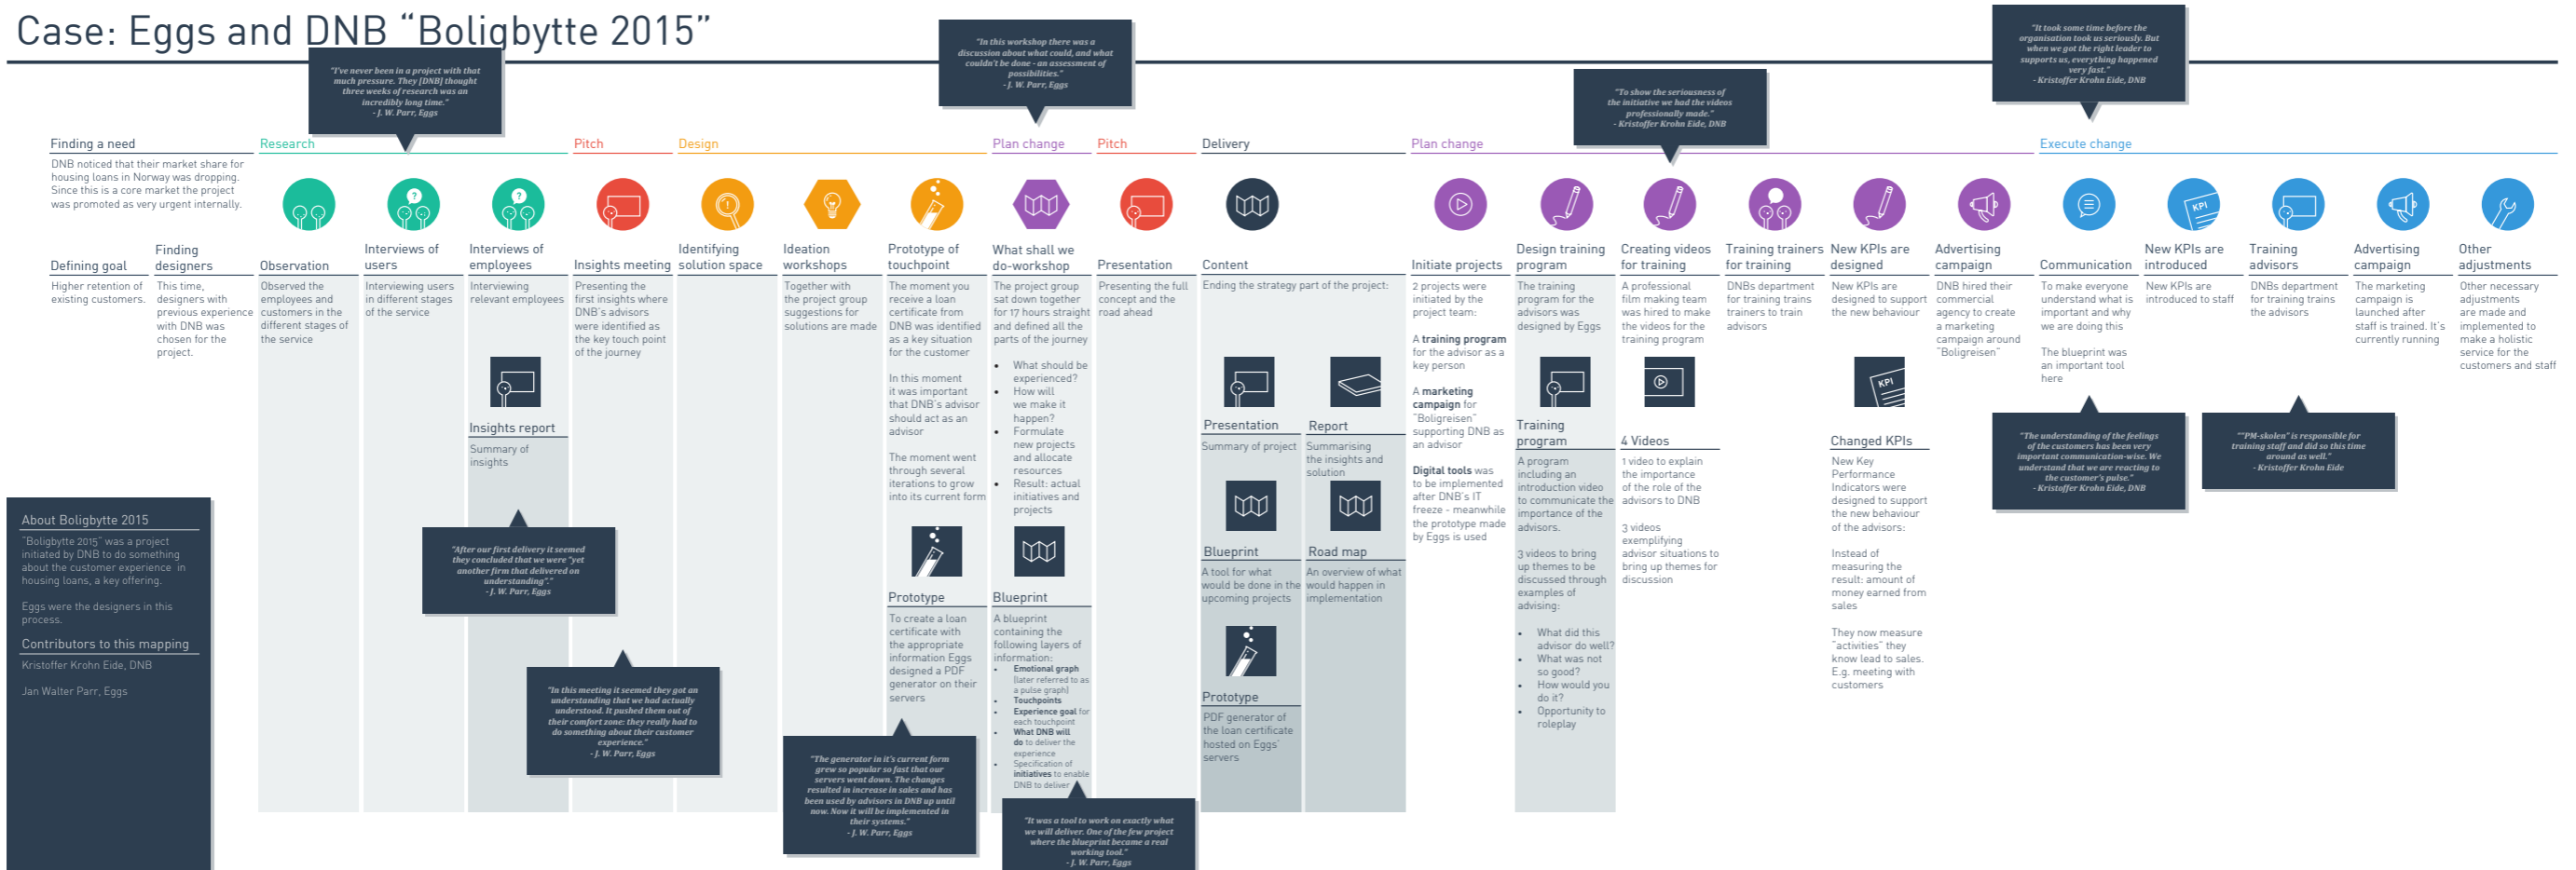 Case: Eggs and DNB “Boligbytte 2015”
“I've never been in a project with that
much pressure. They [DNB] thought
three weeks of research was an
incredibly long time.”
- J. W. Parr, Eggs
“In this workshop there was a
discussion about what could, and what
couldn't be done - an assessment of
possibilities.”
- J. W. Parr, Eggs
“To show the seriousness of
the initiative we had the videos
professionally made.”
- Kristoffer Krohn Eide, DNB
“It took some time before the
organisation took us seriously. But
when we got the right leader to
supports us, everything happened
very fast.”
- Kristoffer Krohn Eide, DNB
Finding a need
DNB noticed that their market share for
housing loans in Norway was dropping.
Since this is a core market the project
was promoted as very urgent internally.
Research
Pitch
Design
Plan change
Pitch
Delivery
Plan change
Execute change
?
?
!
KPI
Defining goal
Higher retention of
existing customers.
Finding
designers
This time,
designers with
previous experience
with DNB was
chosen for the
project.
Observation
Observed the
employees and
customers in the
different stages of
the service
Interviews of
users
Interviewing users
in different stages
of the service
Interviews of
employees
Interviewing
relevant employees
Insights report
Summary of
insights
“After our first delivery it seemed
they concluded that we were “yet
another firm that delivered on
understanding”.”
- J. W. Parr, Eggs
Insights meeting
Presenting the
first insights where
DNB's advisors
were identified as
the key touch point
of the journey
“In this meeting it seemed they got an
understanding that we had actually
understood. It pushed them out of
their comfort zone: they really had to
do something about their customer
experience.”
- J. W. Parr, Eggs
Identifying
solution space
Ideation
workshops
Together with
the project group
suggestions for
solutions are made
Prototype of
touchpoint
The moment you
receive a loan
certificate from
DNB was identified
as a key situation
for the customer
In this moment
it was important
that DNB's advisor
should act as an
advisor
The moment went
through several
iterations to grow
into its current form
Prototype
To create a loan
certificate with
the appropriate
information Eggs
designed a PDF
generator on their
servers
“The generator in it's current form
grew so popular so fast that our
servers went down. The changes
resulted in increase in sales and has
been used by advisors in DNB up until
now. Now it will be implemented in
their systems.”
- J. W. Parr, Eggs
What shall we
do-workshop
The project group
sat down together
for 17 hours straight
and defined all the
parts of the journey
• What should be
experienced?
• How will
we make it
happen?
• Formulate
new projects
and allocate
resources
• Result: actual
initiatives and
projects
Blueprint
A blueprint
containing the
following layers of
information:
• Emotional graph
(later referred to as
a pulse graph)
• Touchpoints
• Experience goal for
each touchpoint
• What DNB will
do to deliver the
experience
• Specification of
initiatives to enable
DNB to deliver
“It was a tool to work on exactly what
we will deliver. One of the few project
where the blueprint became a real
working tool.”
- J. W. Parr, Eggs
Presentation
Presenting the full
concept and the
road ahead
Content
Ending the strategy part of the project:
Presentation
Summary of project
Report
Summarising
the insights and
solution
Blueprint
A tool for what
would be done in the
upcoming projects
Road map
An overview of what
would happen in
implementation
Prototype
PDF generator of
the loan certificate
hosted on Eggs'
servers
Initiate projects
2 projects were
initiated by the
project team:
A training program
for the advisor as a
key person
A marketing
campaign for
“Boligreisen”
supporting DNB as
an advisor
Digital tools was
to be implemented
after DNB's IT
freeze - meanwhile
the prototype made
by Eggs is used
Design training
program
The training
program for the
advisors was
designed by Eggs
Training
program
A program
including an
introduction video
to communicate the
importance of the
advisors.
3 videos to bring
up themes to be
discussed through
examples of
advising:
• What did this
advisor do well?
• What was not
so good?
• How would you
do it?
• Opportunity to
roleplay
Creating videos
for training
A professional
film making team
was hired to make
the videos for the
training program
4 Videos
1 video to explain
the importance
of the role of the
advisors to DNB
3 videos
exemplifying
advisor situations to
bring up themes for
discussion
Training trainers
for training
DNBs department
for training trains
trainers to train
advisors
New KPIs are
designed
New KPIs are
designed to support
the new behaviour
KPI
Changed KPIs
New Key
Performance
Indicators were
designed to support
the new behaviour
of the advisors:
Instead of
measuring the
result: amount of
money earned from
sales
They now measure
“activities” they
know lead to sales.
E.g. meeting with
customers
Advertising
campaign
DNB hired their
commercial
agency to create
a marketing
campaign around
“Boligreisen”
Communication
To make everyone
understand what is
important and why
we are doing this
The blueprint was
an important tool
here
“The understanding of the feelings
of the customers has been very
important communication-wise. We
understand that we are reacting to
the customer's pulse.”
- Kristoffer Krohn Eide, DNB
New KPIs are
introduced
New KPIs are
introduced to staff
Training
advisors
DNBs department
for training trains
the advisors
““PM-skolen” is responsible for
training staff and did so this time
around as well.”
- Kristoffer Krohn Eide
Advertising
campaign
The marketing
campaign is
launched after
staff is trained. It's
currently running
Other
adjustments
Other necessary
adjustments
are made and
implemented to
make a holistic
service for the
customers and staff
About Boligbytte 2015
“Boligbytte 2015” was a project
initiated by DNB to do something
about the customer experience in
housing loans, a key offering.
Eggs were the designers in this
process.
Contributors to this mapping
Kristoffer Krohn Eide, DNB
Jan Walter Parr, Eggs